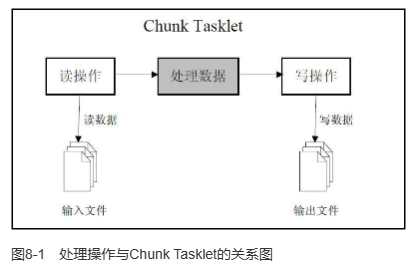 Chunk Tasklet
读操作
处理数据
写操作
读数据
写数据
输入文件
输出文件
图8-1 处理操作与Chunk Tasklet的关系图